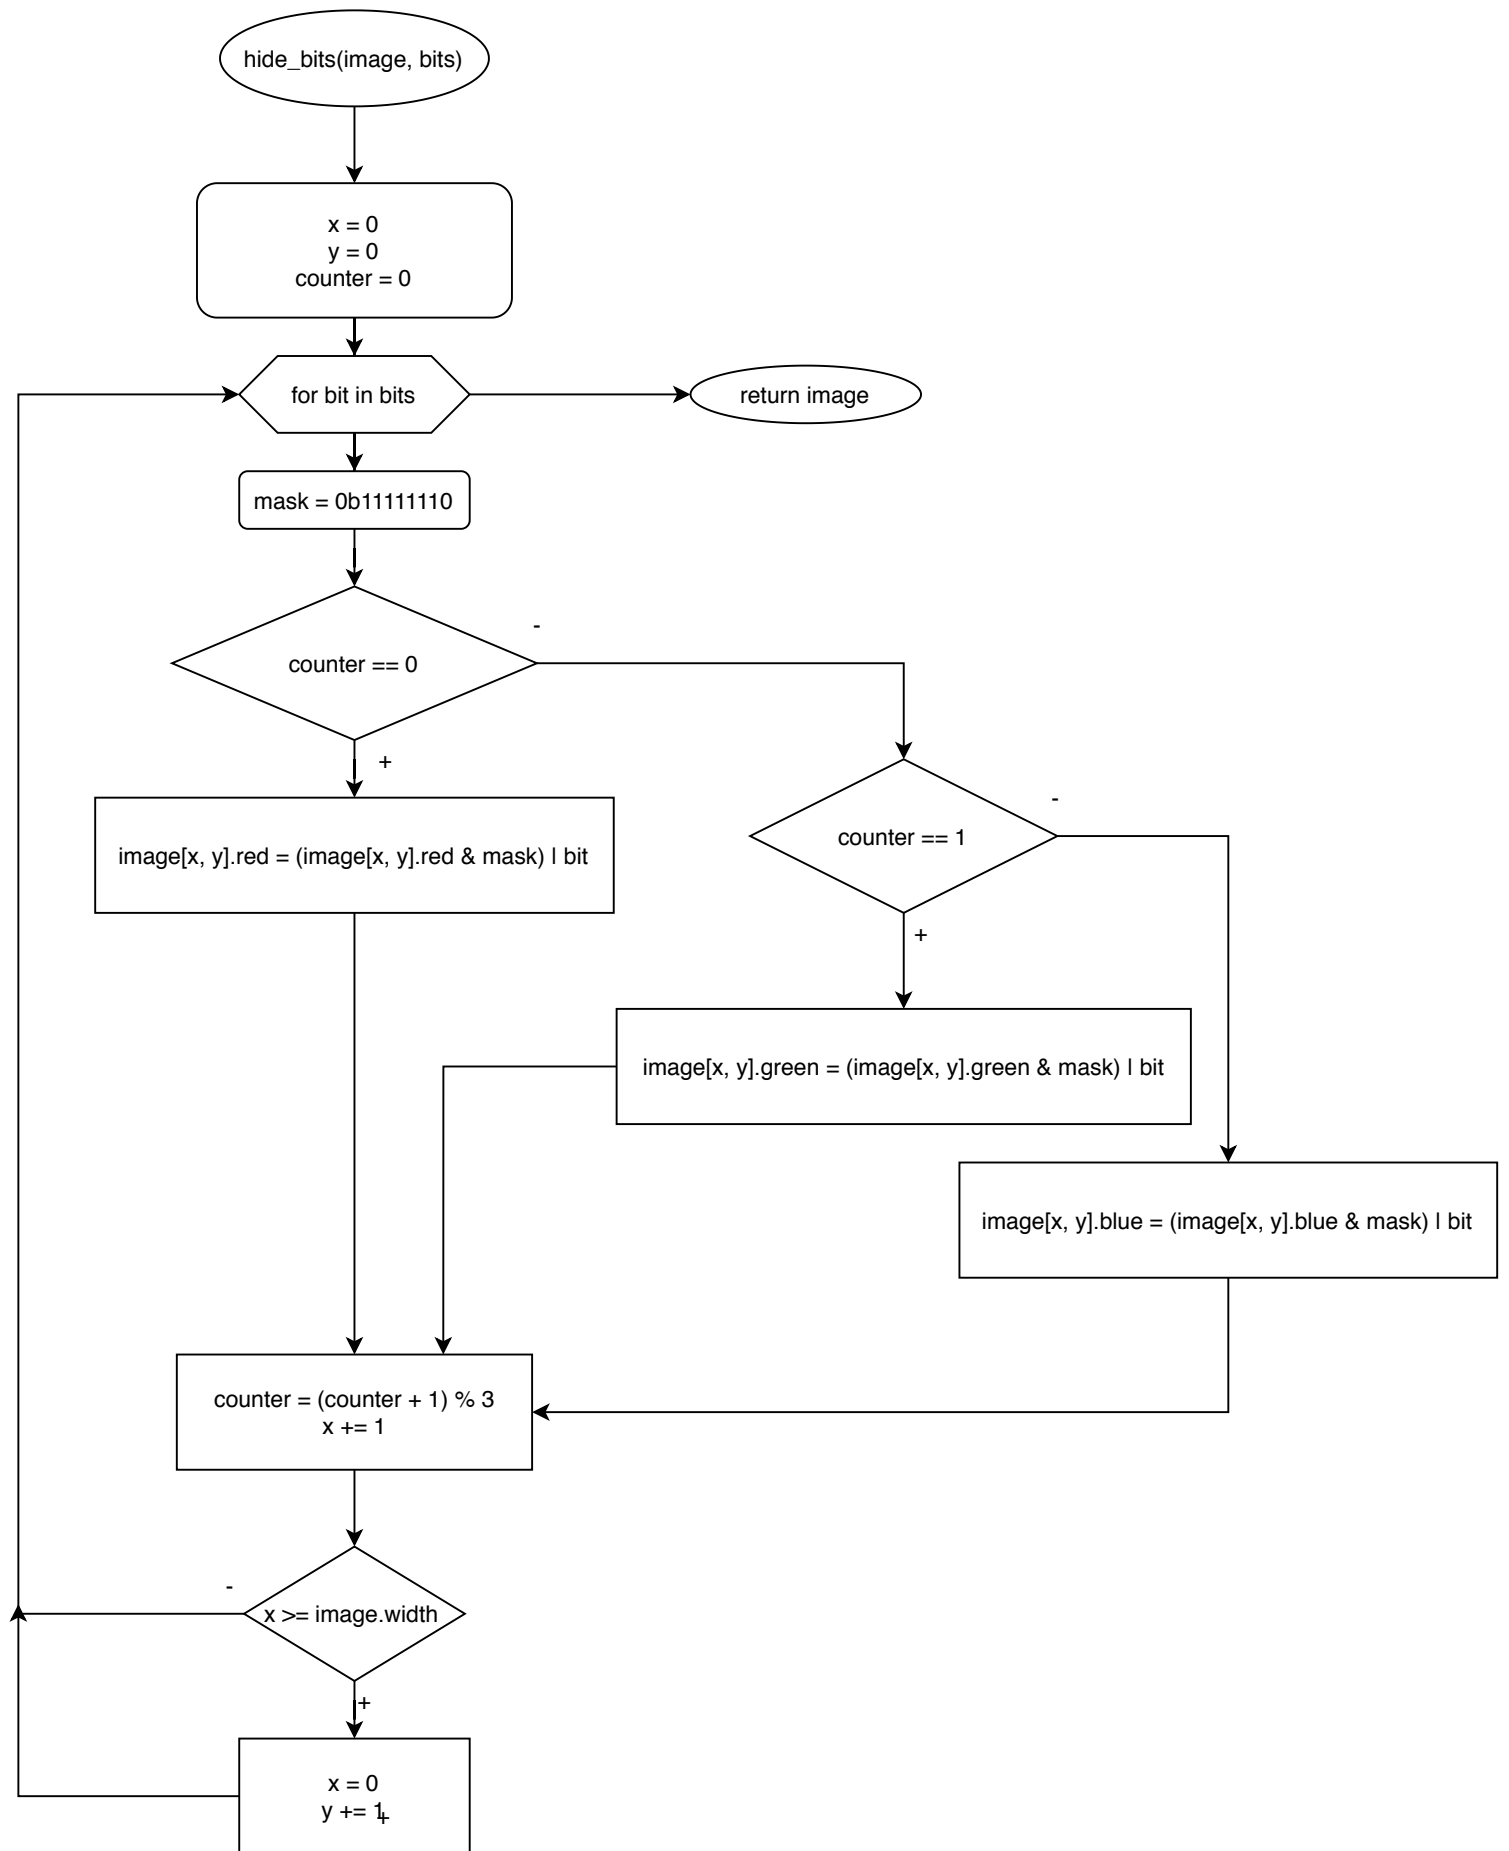 hide_bits(image, bits)
x = 0
y = 0
counter = 0
for bit in bits
return image
mask = 0b11111110
-
counter == 0
+
-
counter == 1
image[x, y].red = (image[x, y].red & mask) | bit
+
image[x, y].green = (image[x, y].green & mask) | bit
image[x, y].blue = (image[x, y].blue & mask) | bit
counter = (counter + 1) % 3
x += 1
-
x >= image.width
+
x = 0
y += 1
+